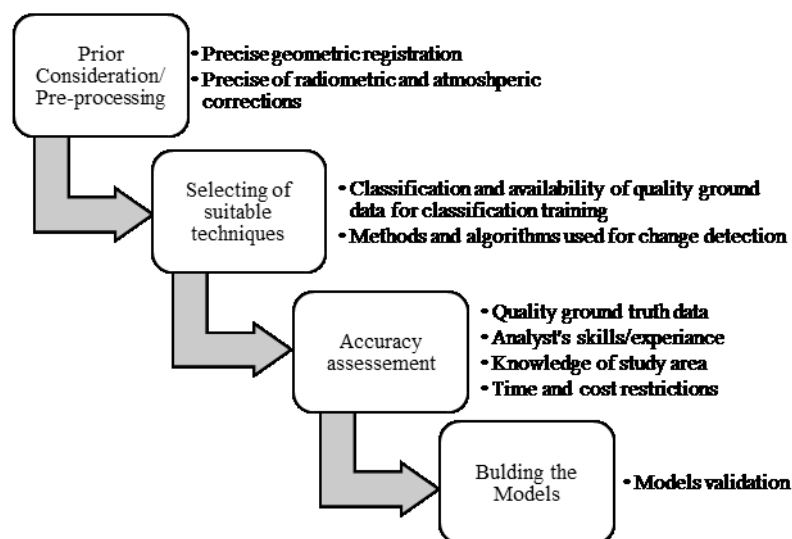 Prior
Consideration/
Pre-processing
• Precise geometric registration
• Precise of radiometric and atmoshperic
corrections
Selecting of
suitable
techniques
• Classification and availability of quality ground
data for classification training
• Methods and algorithms used for change detection
Accuracy
assessement
• Quality ground truth data
• Analyst's skills/experiance
• Knowledge of study area
• Time and cost restrictions
Bulding the
Models
• Models validation